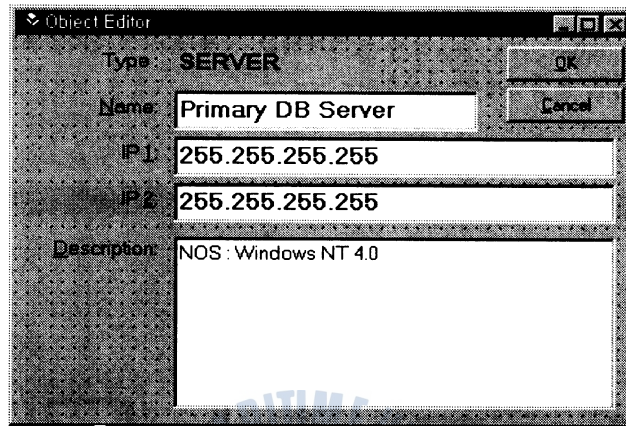 Object Editor
Type: SERVER
OK
Name: Primary DB Server
Cancel
IP 1: 255.255.255.255
IP 2: 255.255.255.255
Description: NOS : Windows NT 4.0